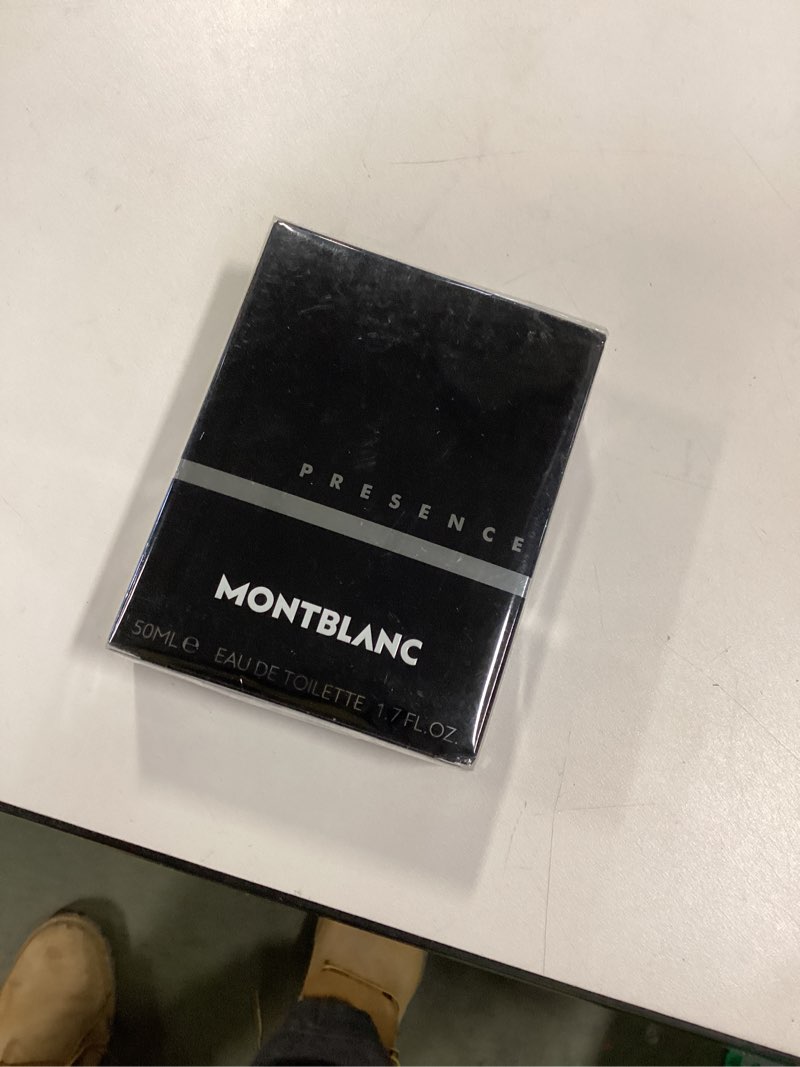 PRESENCE
MONTBLANC
50ML ℮ EAU DE TOILETTE 1.7 FL.OZ.